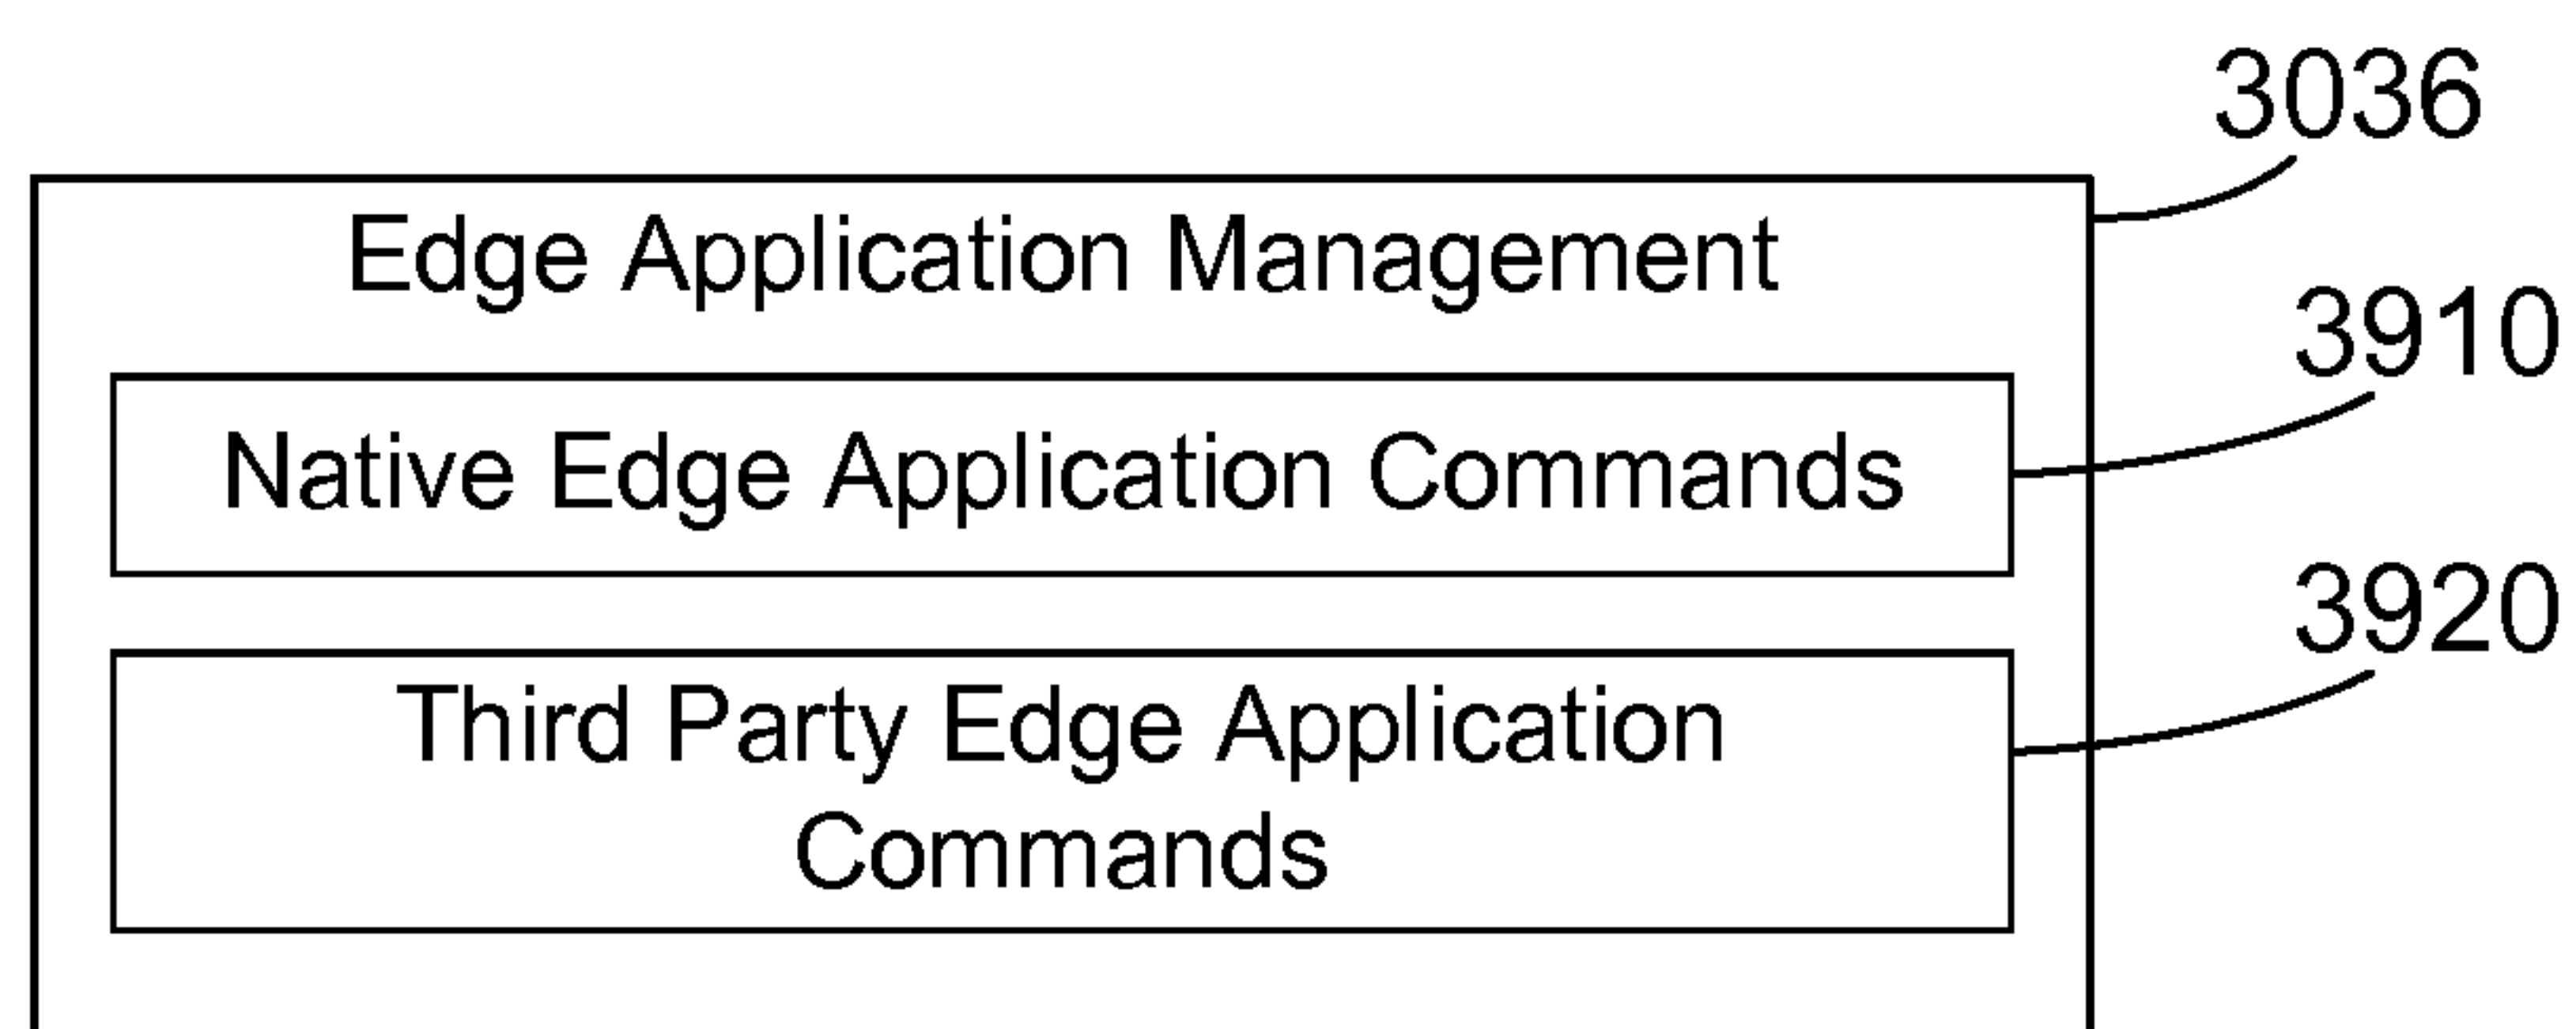 3036
Edge Application Management
3910
Native Edge Application Commands
3920
Third Party Edge Application
Commands